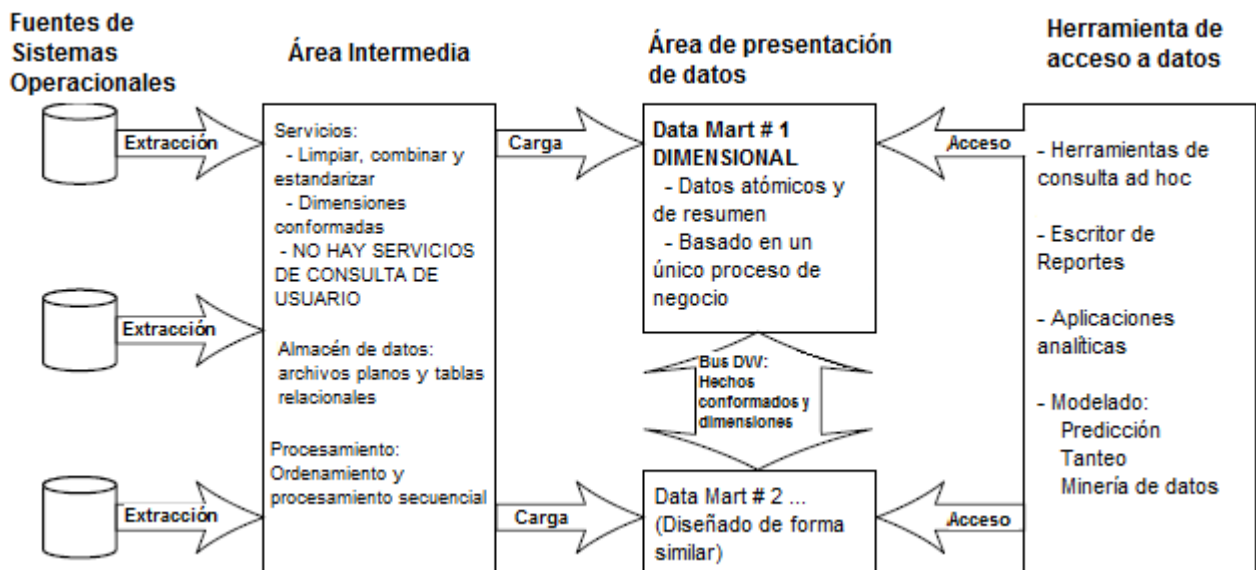 Fuentes de
Sistemas
Operacionales
Extracción
Extracción
Extracción
Área Intermedia
Servicios:
- Limpiar, combinar y
estandarizar
- Dimensiones
conformadas
- NO HAY SERVICIOS
DE CONSULTA DE
USUARIO
Almacén de datos:
archivos planos y tablas
relacionales
Procesamiento:
Ordenamiento y
procesamiento secuencial
Carga
Carga
Área de presentación
de datos
Data Mart # 1
DIMENSIONAL
- Datos atómicos y
de resumen
- Basado en un
único proceso de
negocio
Bus DW:
Hechos
conformados y
dimensiones
Data Mart # 2 ...
(Diseñado de forma
similar)
Acceso
Acceso
Herramienta de
acceso a datos
- Herramientas de
consulta ad hoc
- Escritor de
Reportes
- Aplicaciones
analíticas
- Modelado:
Predicción
Tanteo
Minería de datos